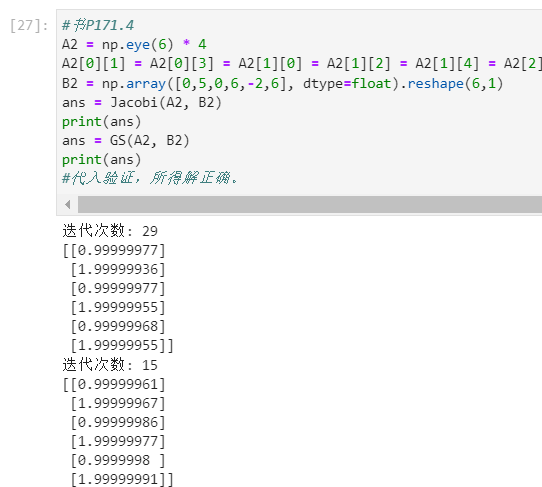 [27]: #书P171.4
A2 = np.eye(6) * 4
A2[0][1] = A2[0][3] = A2[1][0] = A2[1][2] = A2[1][4] = A2[2]
B2 = np.array([0,5,0,6,-2,6], dtype=float).reshape(6,1)
ans = Jacobi(A2, B2)
print(ans)
ans = GS(A2, B2)
print(ans)
#代入验证，所得解正确。
迭代次数: 29
[[0.99999977]
 [1.99999936]
 [0.99999977]
 [1.99999955]
 [0.99999968]
 [1.99999955]]
迭代次数: 15
[[0.99999961]
 [1.99999967]
 [0.99999986]
 [1.99999977]
 [0.9999998 ]
 [1.99999991]]